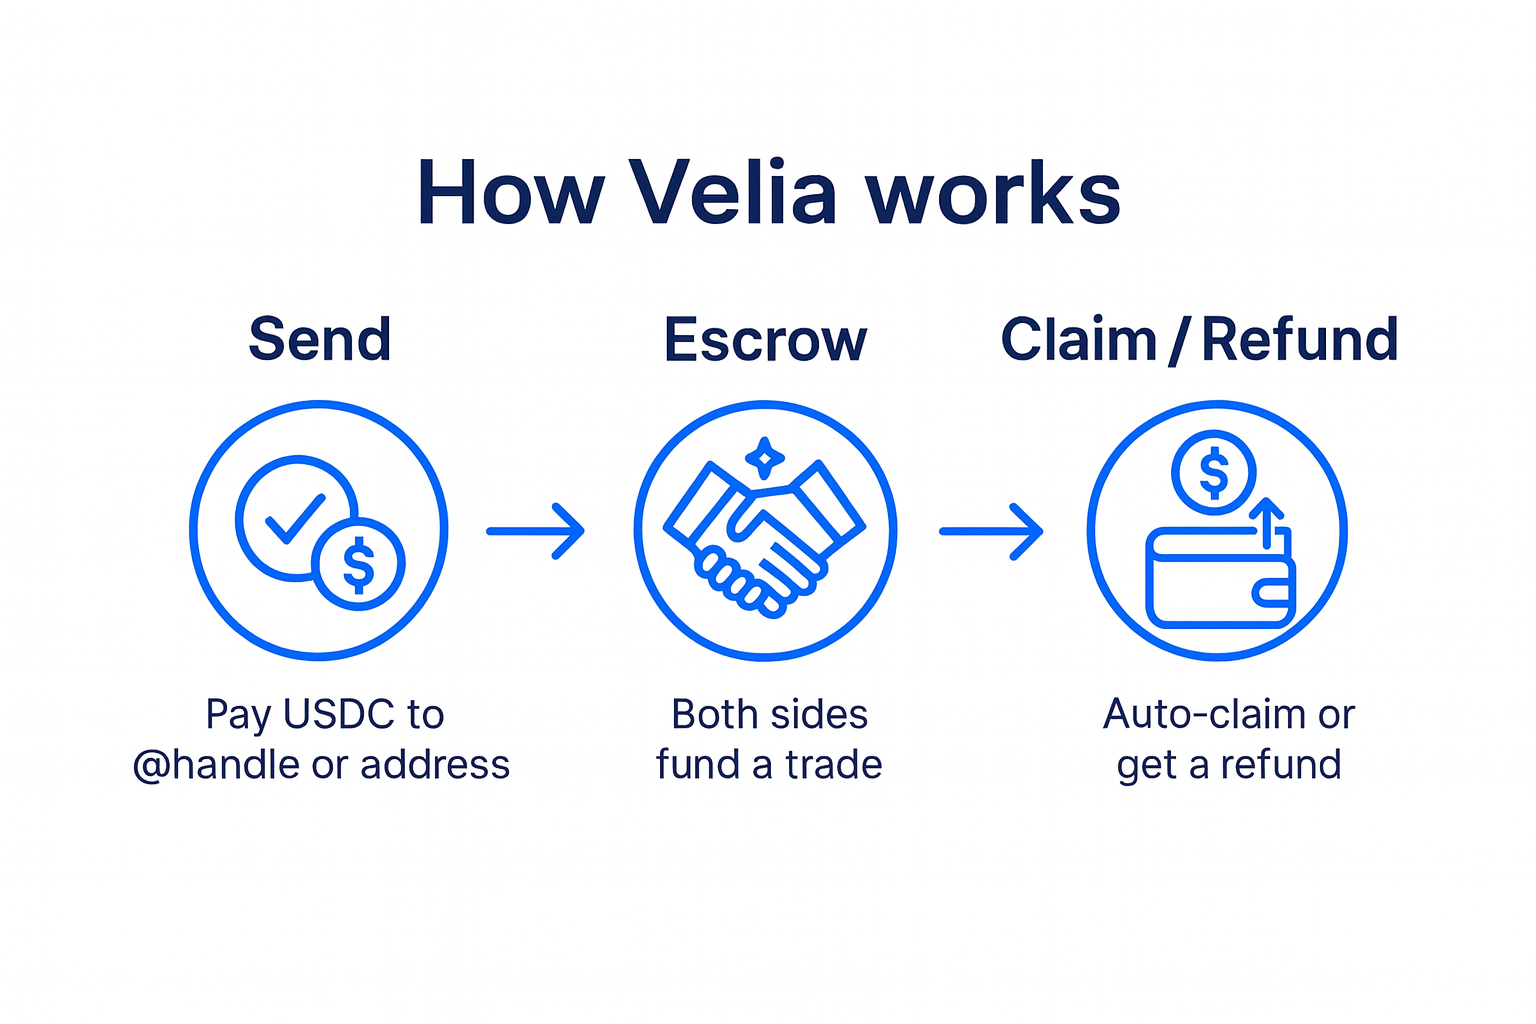 How Velia works
Send
Pay USDC to
@handle or address
Escrow
Both sides
fund a trade
Claim / Refund
Auto-claim or
get a refund